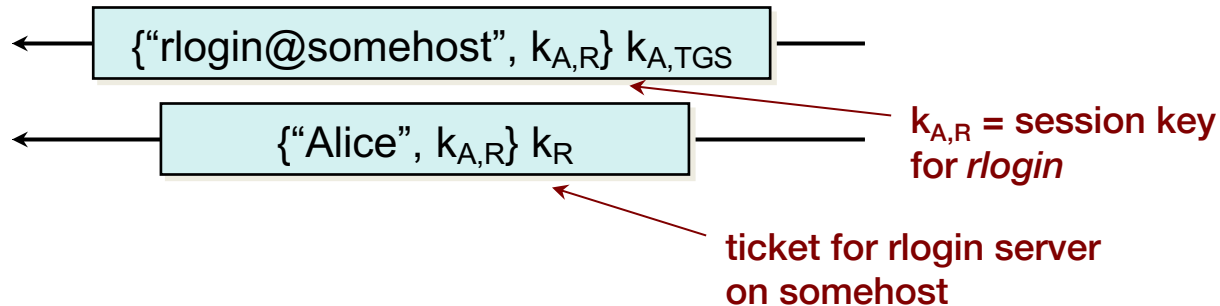 {“rlogin@somehost”, kA,R} kA,TGS
{“Alice”, kA,R} kR
kA,R = session key
for rlogin
ticket for rlogin server
on somehost